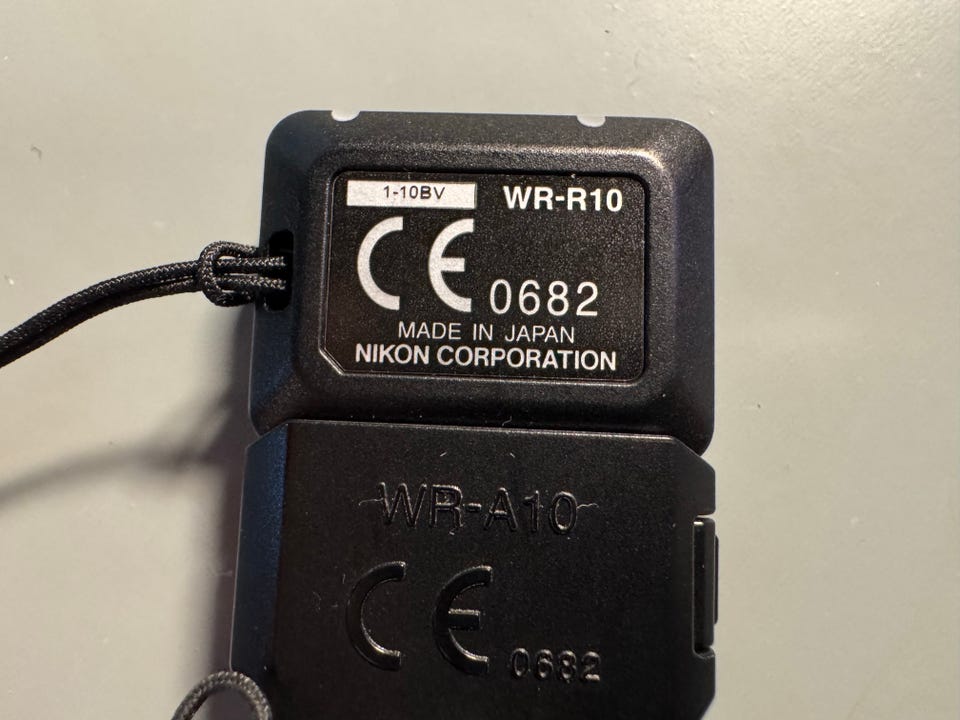 1-10BV WR-R10
CE 0682
MADE IN JAPAN
NIKON CORPORATION
WR-A10
CE 0682